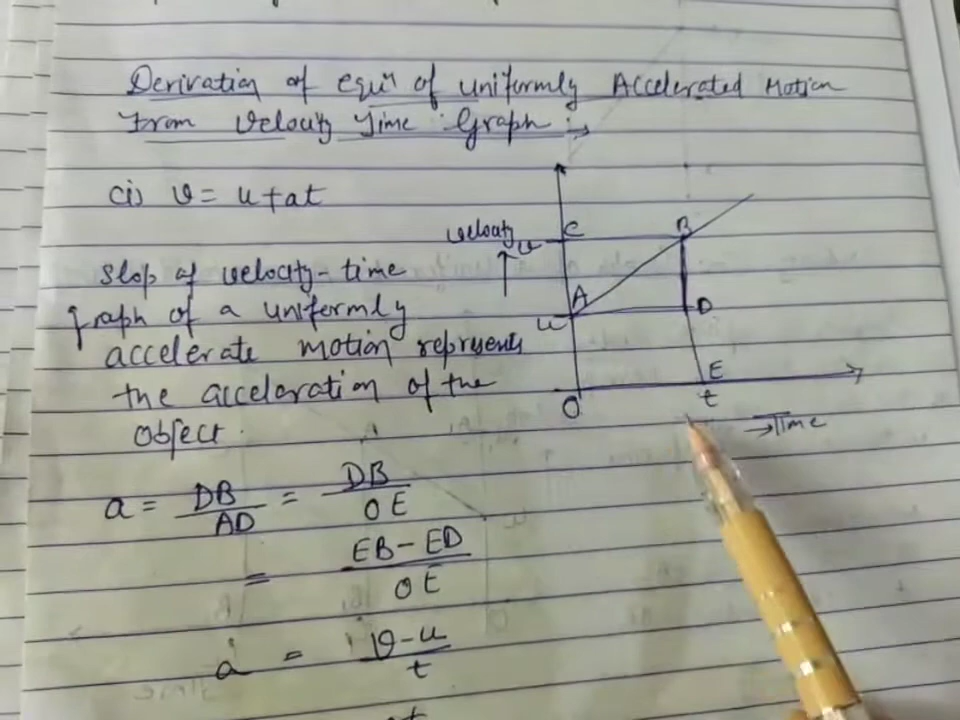 Derivation of equⁿ of uniformly Accelerated Motion
From Velocity Time Graph :→
(i) v = u + at
slop of velocity-time
graph of a uniformly
accelerate motion represents
the acceleration of the
object.
velocity
v
C
B
A
u
D
E
O
t
→Time
a = DB/AD = DB/OE
= EB-ED/OE
a = v-u/t